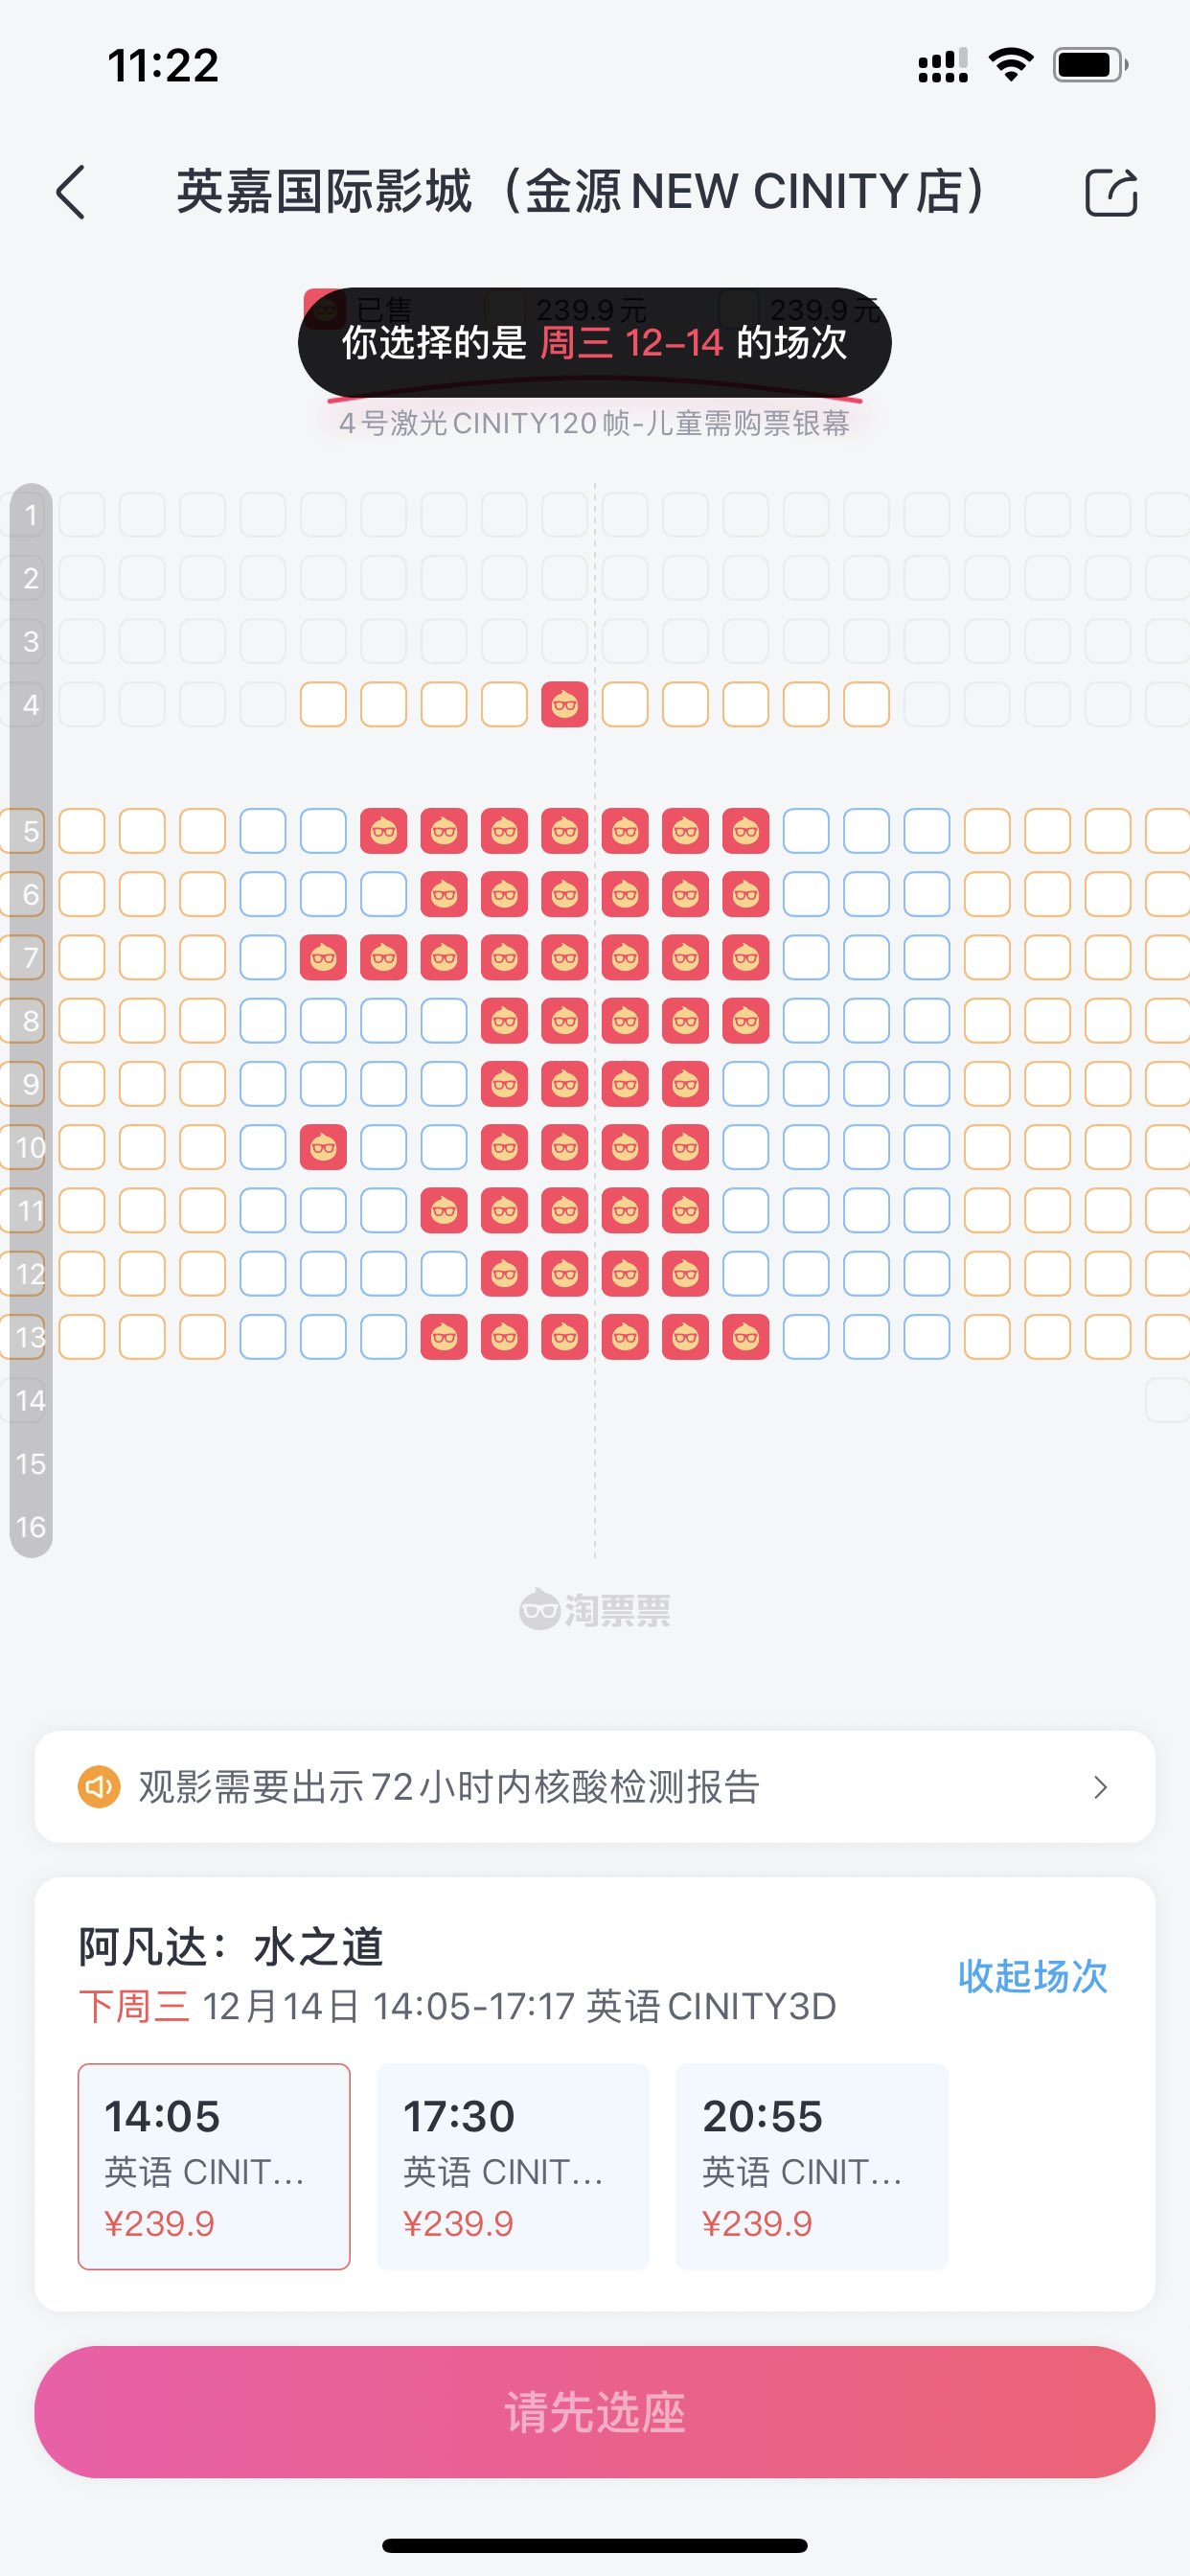 11:22
英嘉国际影城（金源NEW CINITY店）
已售 239.9元 239.9元
你选择的是 周三 12-14 的场次
4号激光CINITY120帧-儿童需购票银幕
1
2
3
4
5
6
7
8
9
10
11
12
13
14
15
16
淘票票
观影需要出示72小时内核酸检测报告
阿凡达：水之道
收起场次
下周三 12月14日 14:05-17:17 英语CINITY3D
14:05 17:30 20:55
英语 CINIT... 英语 CINIT... 英语 CINIT...
¥239.9 ¥239.9 ¥239.9
请先选座